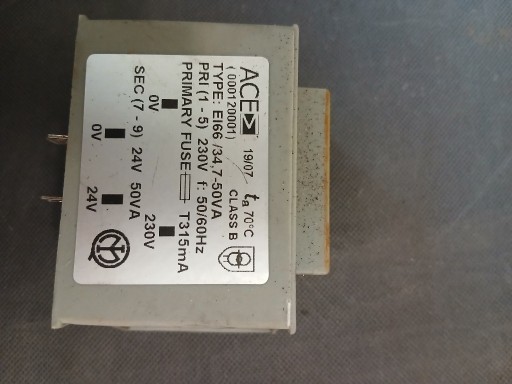 ACE
(000120001) 19/07 ta 70°C
TYPE: EI66 /34,7-50VA CLASS B
PRI (1 - 5) 230V f: 50/60Hz
PRIMARY FUSE T315mA
0V 230V
SEC (7 - 9) 24V 50VA
0V 24V